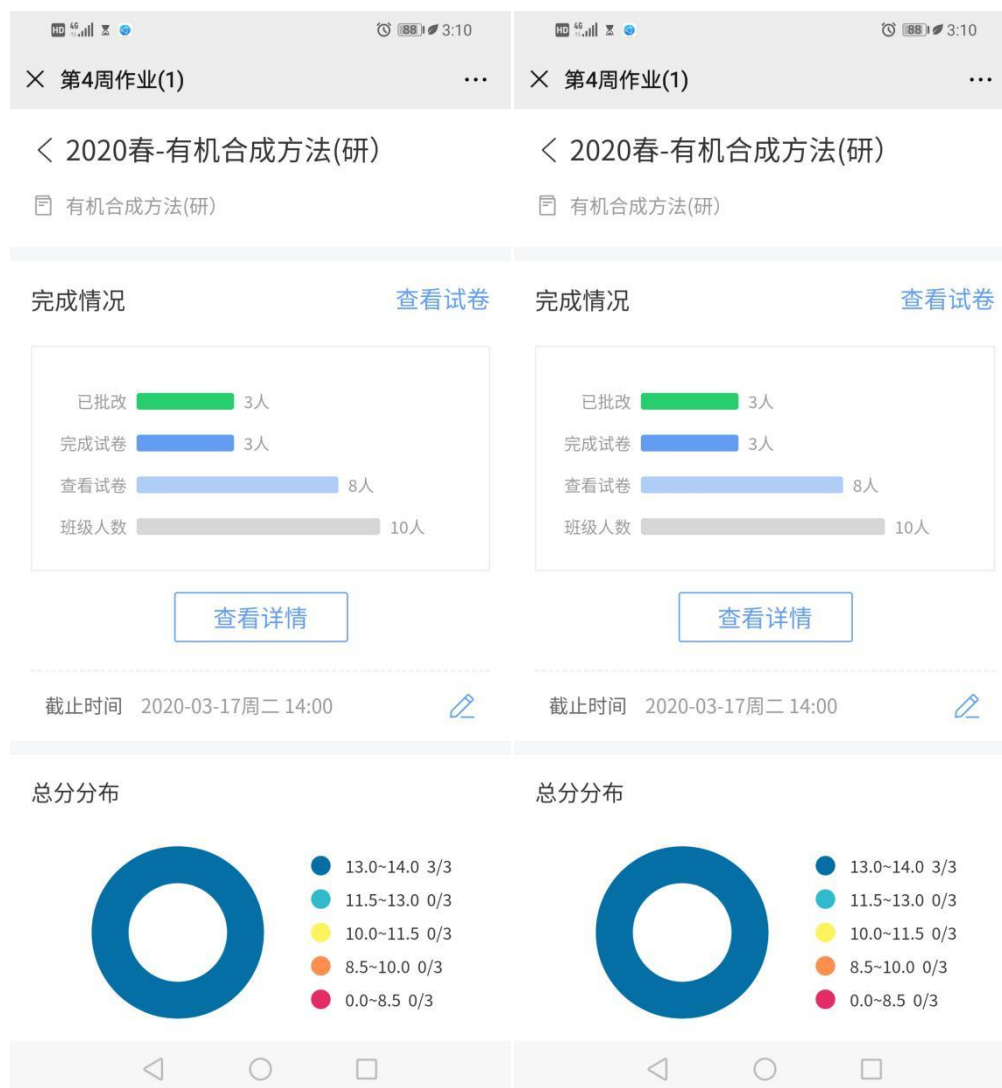 HD 4G 88 3:10
× 第4周作业(1) ...
2020春-有机合成方法(研）
有机合成方法(研）
完成情况 查看试卷
已批改 3人
完成试卷 3人
查看试卷 8人
班级人数 10人
查看详情
截止时间 2020-03-17周二 14:00
总分分布
13.0~14.0 3/3
11.5~13.0 0/3
10.0~11.5 0/3
8.5~10.0 0/3
0.0~8.5 0/3
HD 4G 88 3:10
× 第4周作业(1) ...
2020春-有机合成方法(研）
有机合成方法(研）
完成情况 查看试卷
已批改 3人
完成试卷 3人
查看试卷 8人
班级人数 10人
查看详情
截止时间 2020-03-17周二 14:00
总分分布
13.0~14.0 3/3
11.5~13.0 0/3
10.0~11.5 0/3
8.5~10.0 0/3
0.0~8.5 0/3